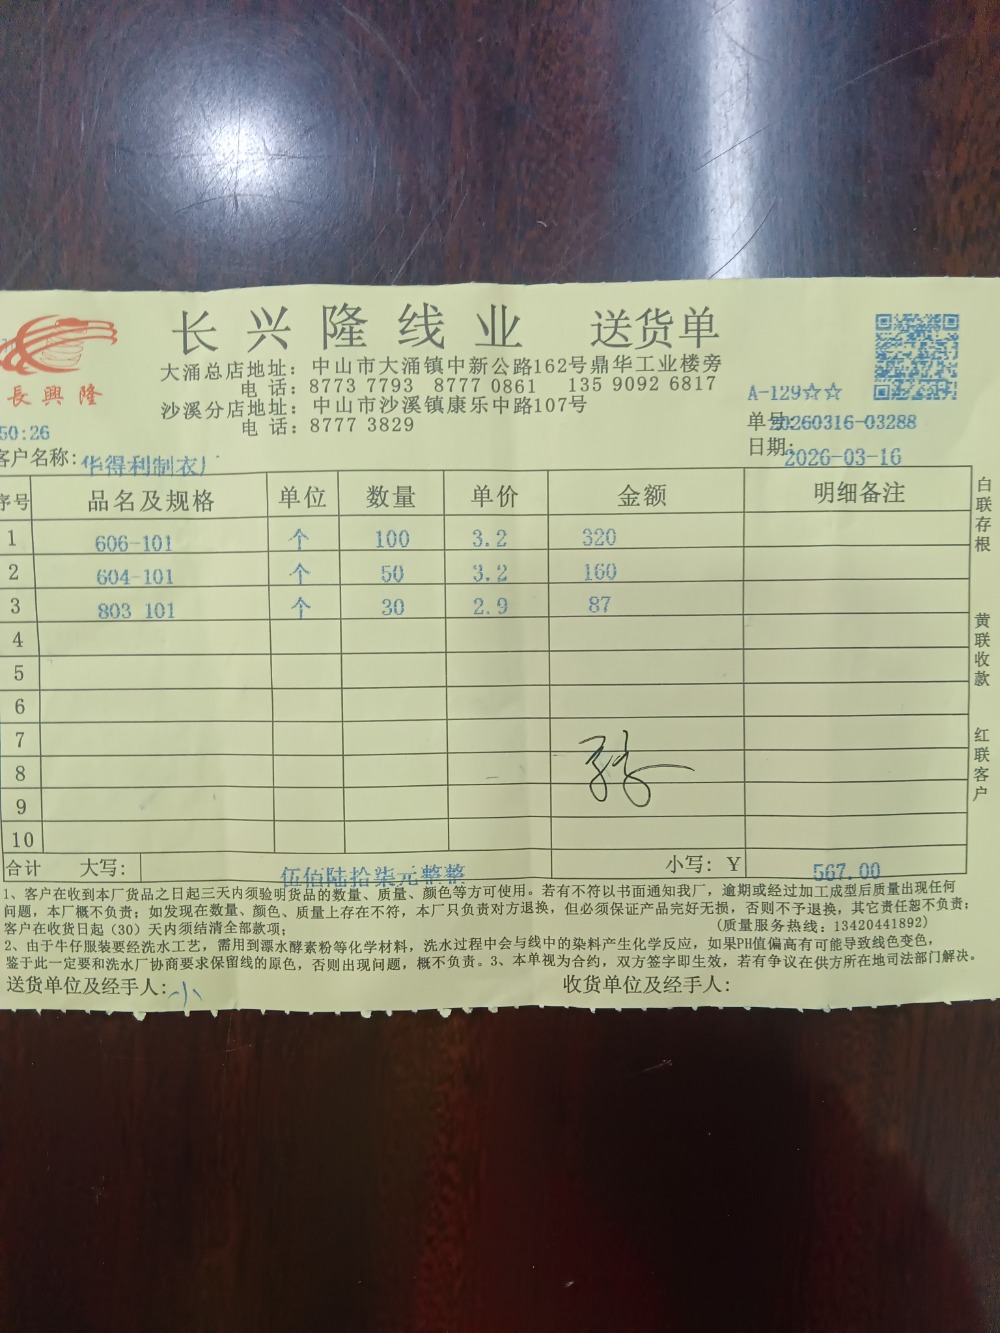 长兴隆线业 送货单
長興隆
大涌总店地址：中山市大涌镇中新公路162号鼎华工业楼旁
电 话：8773 7793 8777 0861 135 9092 6817
沙溪分店地址：中山市沙溪镇康乐中路107号
电 话：8777 3829
A-129☆☆
单号：20260316-03288
日期：2026-03-16
50:26
客户名称：华得利制衣厂
序号 品名及规格 单位 数量 单价 金额 明细备注
1 606-101 个 100 3.2 320
2 604-101 个 50 3.2 160
3 803 101 个 30 2.9 87
4
5
6
7
8
9
10
合计 大写： 伍佰陆拾柒元整整 小写：Y 567.00
白联存根
黄联收款
红联客户
1、客户在收到本厂货品之日起三天内须验明货品的数量、质量、颜色等方可使用。若有不符以书面通知我厂，逾期或经过加工成型后质量出现任何
问题，本厂概不负责；如发现在数量、颜色、质量上存在不符，本厂只负责对方退换，但必须保证产品完好无损，否则不予退换，其它责任恕不负责；
客户在收货日起（30）天内须结清全部款项； (质量服务热线：13420441892)
2、由于牛仔服装要经洗水工艺，需用到漂水酵素粉等化学材料，洗水过程中会与线中的染料产生化学反应，如果PH值偏高有可能导致线色变色，
鉴于此一定要和洗水厂协商要求保留线的原色，否则出现问题，概不负责。3、本单视为合约，双方签字即生效，若有争议在供方所在地司法部门解决。
送货单位及经手人：小 收货单位及经手人：